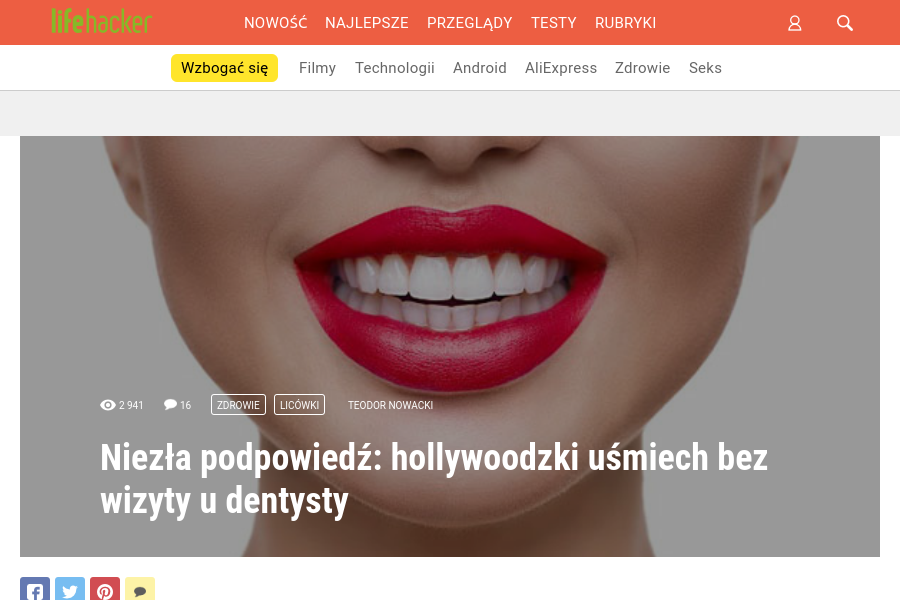 lifehacker
NOWOŚĆ NAJLEPSZE PRZEGLĄDY TESTY RUBRYKI
Wzbogać się Filmy Technologii Android AliExpress Zdrowie Seks
2 941 16 ZDROWIE LICÓWKI TEODOR NOWACKI
Niezła podpowiedź: hollywoodzki uśmiech bez
wizyty u dentysty